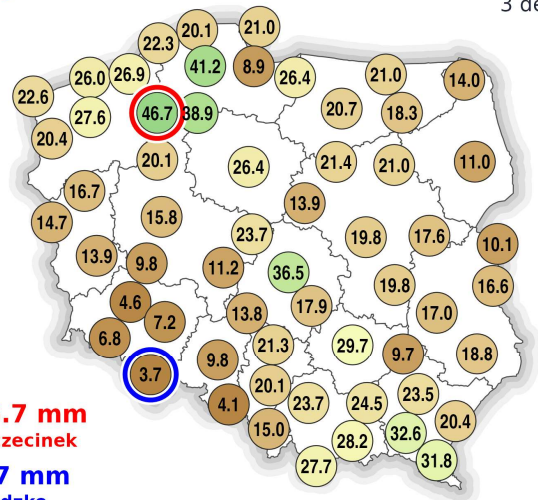 3 de
21.0
20.1
22.3
41.2 8.9
26.0 26.9 26.4 21.0 14.0
22.6
27.6 46.7 38.9 20.7 18.3
20.4
20.1 26.4 21.4 21.0 11.0
16.7
14.7 15.8 13.9
23.7 19.8 17.6 10.1
13.9 9.8 11.2 36.5
4.6 19.8 16.6
7.2 13.8 17.9 17.0
6.8 21.3 29.7 9.7 18.8
3.7 9.8
20.1
4.1 23.7 24.5 23.5
.7 mm 15.0 32.6 20.4
zecinek 28.2
27.7 31.8
7 mm